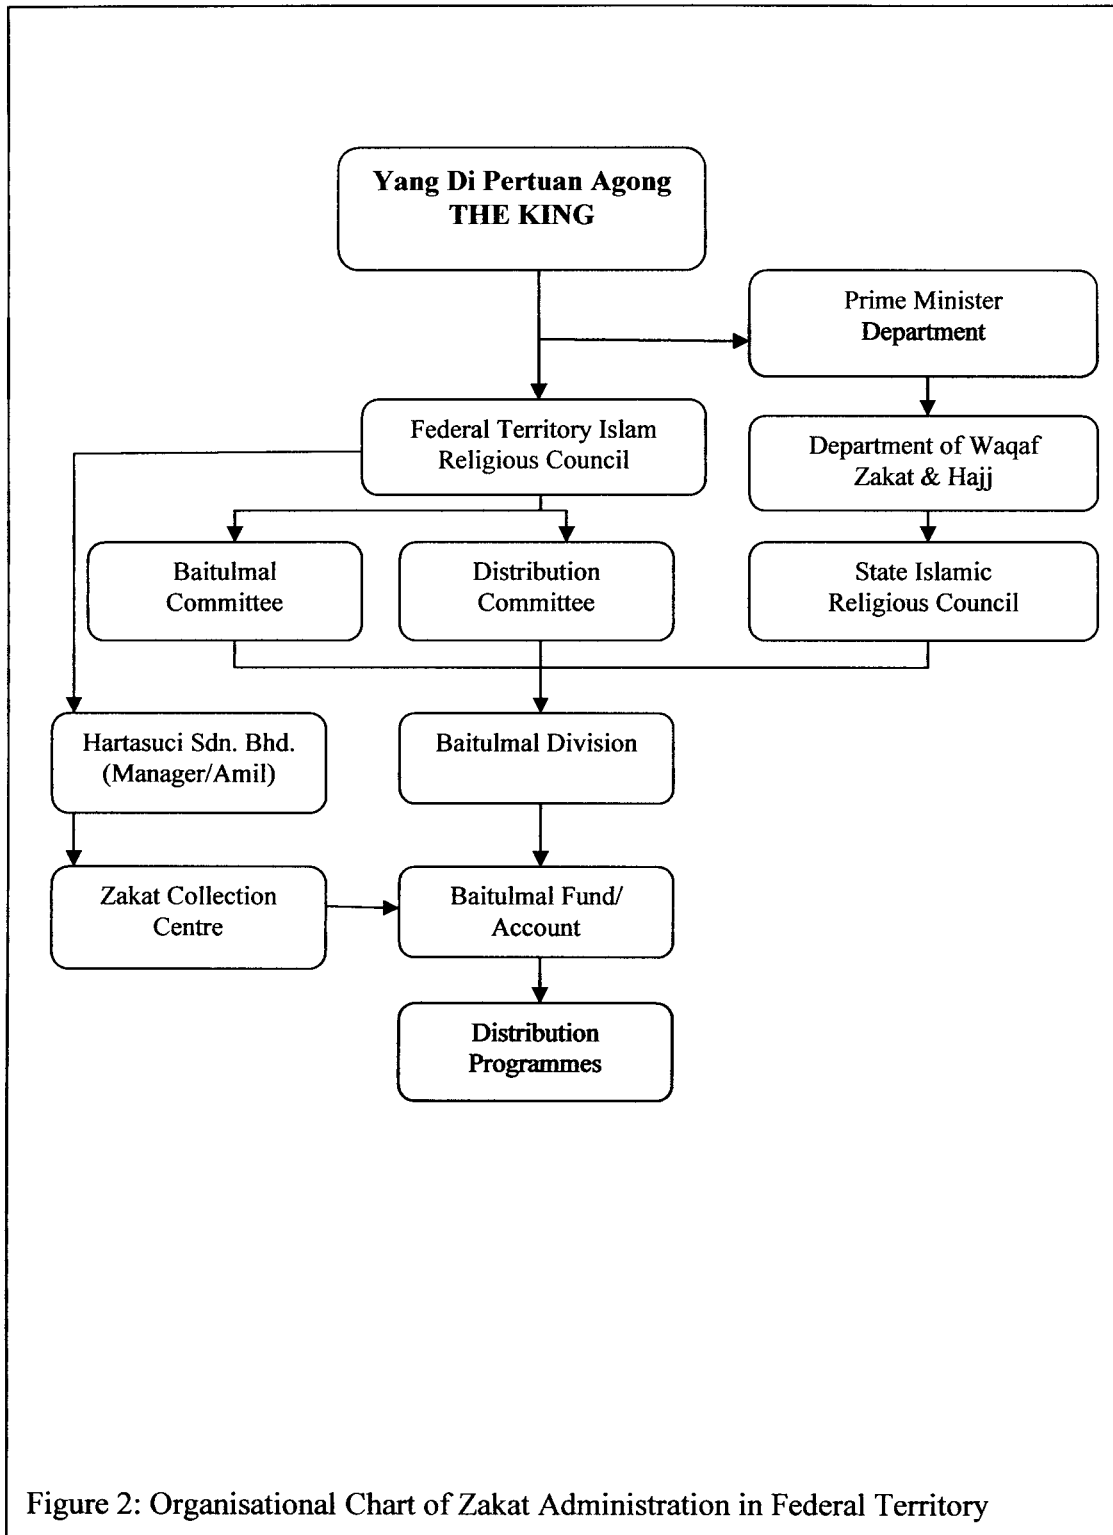 Yang Di Pertuan Agong
THE KING
Prime Minister
Department
Federal Territory Islam
Religious Council
Department of Waqaf
Zakat & Hajj
Baitulmal
Committee
Distribution
Committee
State Islamic
Religious Council
Hartasuci Sdn. Bhd.
(Manager/Amil)
Baitulmal Division
Zakat Collection
Centre
Baitulmal Fund/
Account
Distribution
Programmes
Figure 2: Organisational Chart of Zakat Administration in Federal Territory